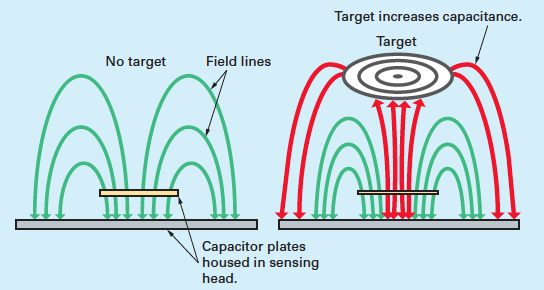 Target increases capacitance.
Target
No target
Field lines
Capacitor plates
housed in sensing
head.